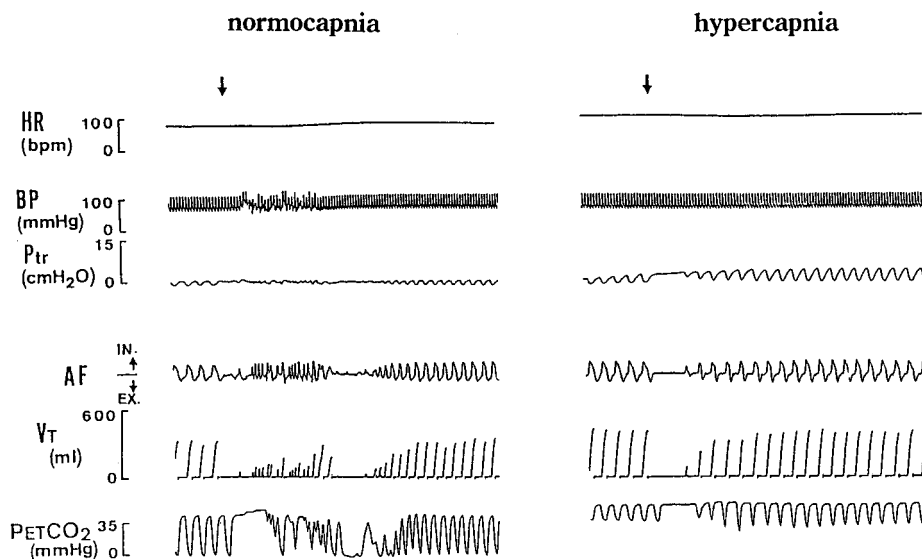 normocapnia
hypercapnia
HR
(bpm)
100
0
BP
(mmHg)
100
0
Ptr
(cmH2O)
15
0
AF
IN.
EX.
VT
(ml)
600
0
PETCO2
(mmHg)
35
0